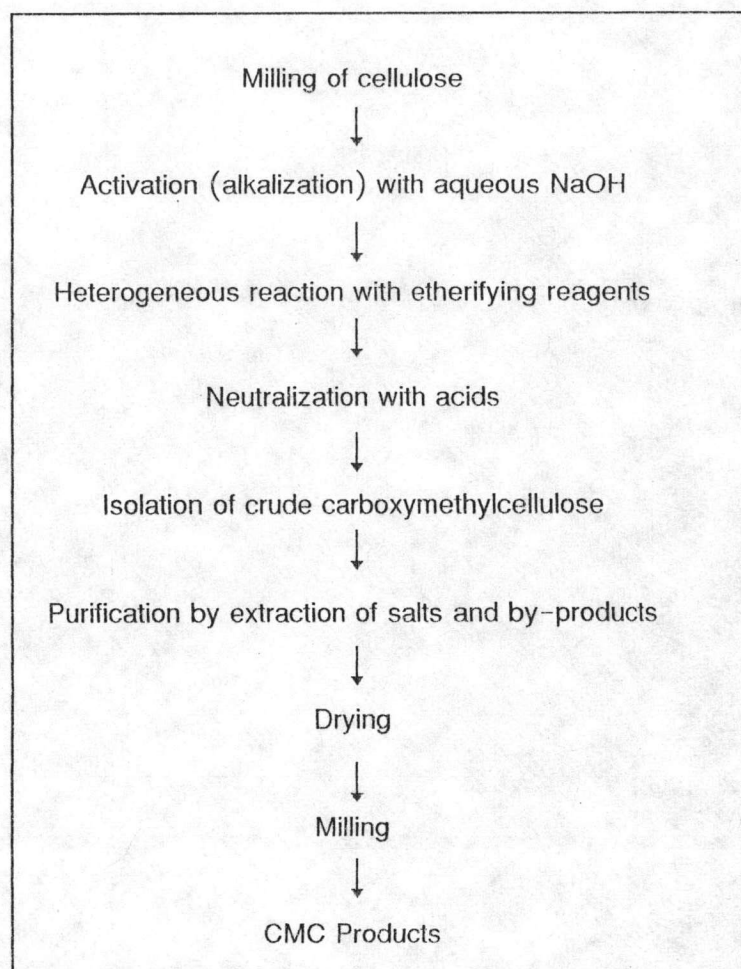 Milling of cellulose
Activation (alkalization) with aqueous NaOH
Heterogeneous reaction with etherifying reagents
Neutralization with acids
Isolation of crude carboxymethylcellulose
Purification by extraction of salts and by-products
Drying
Milling
CMC Products